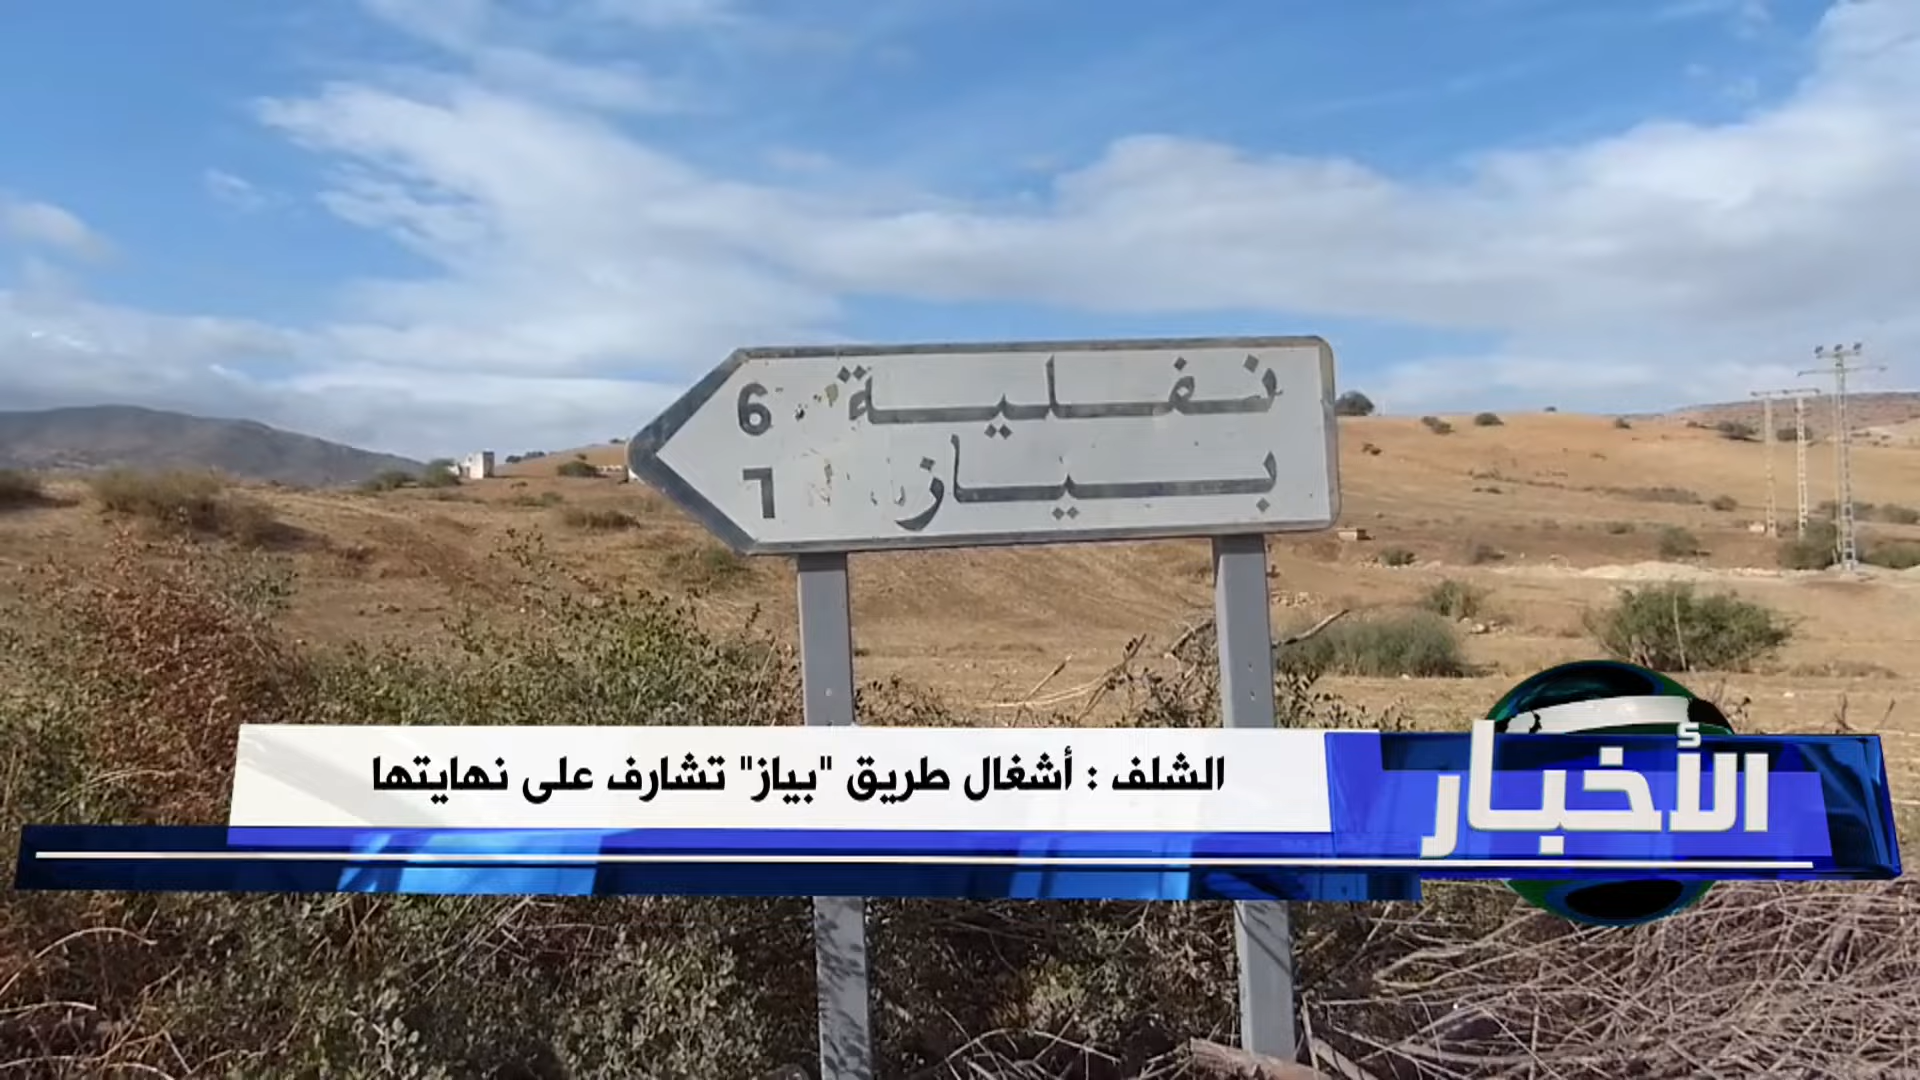 نفلية 6
بياز 7
الشلف : أشغال طريق "بياز" تشارف على نهايتها
الأخبار